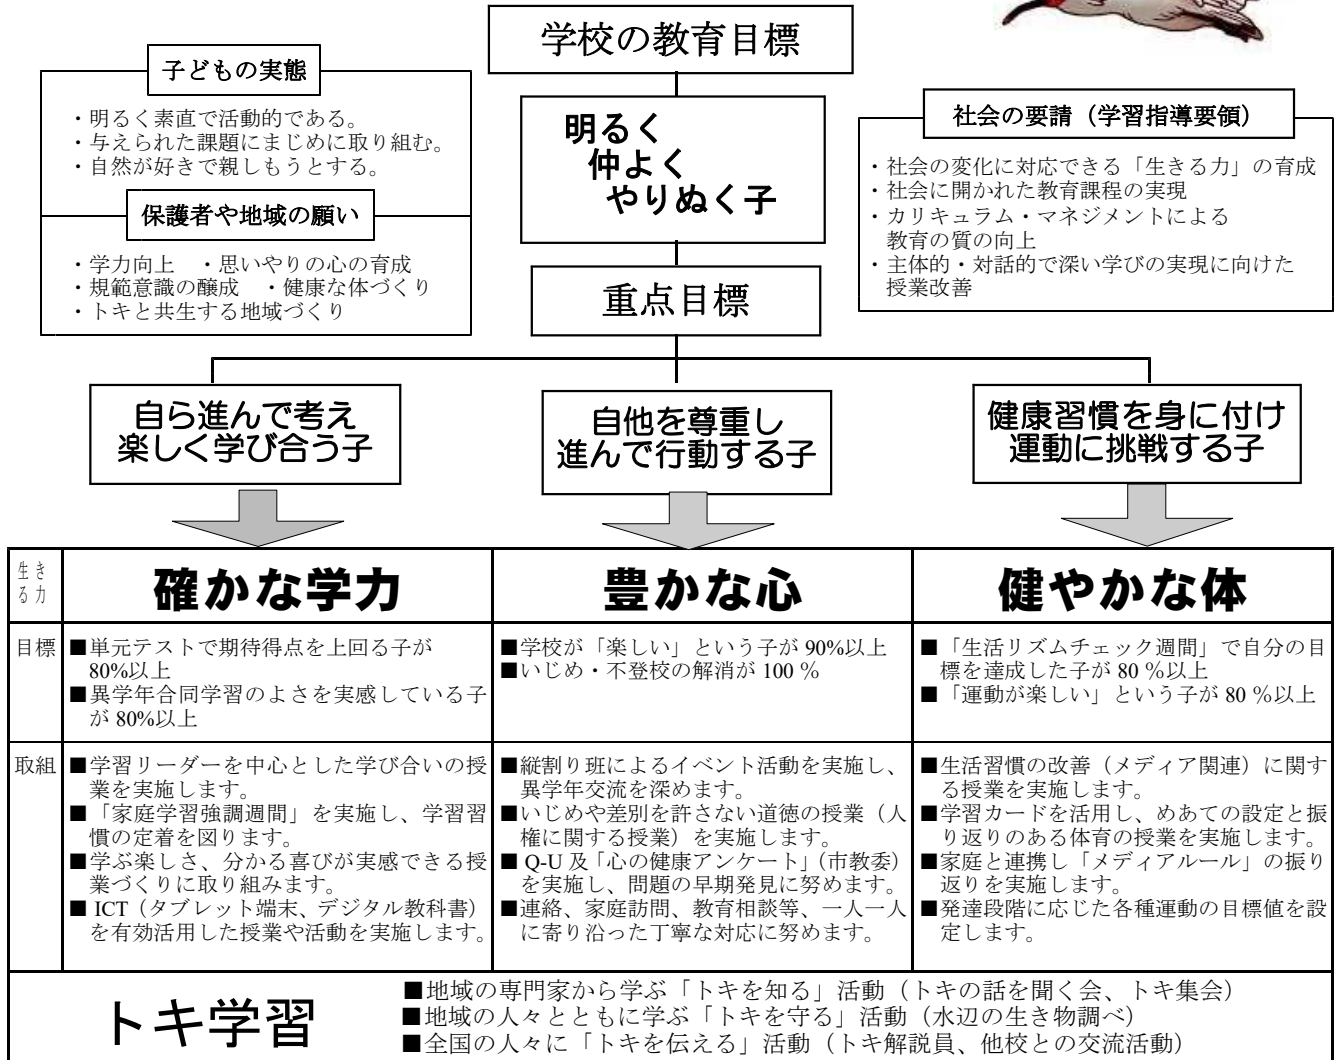 学校の教育目標
明るく
仲よく
やりぬく子
重点目標
子どもの実態
・明るく素直で活動的である。
・与えられた課題にまじめに取り組む。
・自然が好きで親しもうとする。
保護者や地域の願い
・学力向上 ・思いやりの心の育成
・規範意識の醸成 ・健康な体づくり
・トキと共生する地域づくり
社会の要請（学習指導要領）
・社会の変化に対応できる「生きる力」の育成
・社会に開かれた教育課程の実現
・カリキュラム・マネジメントによる
教育の質の向上
・主体的・対話的で深い学びの実現に向けた
授業改善
自ら進んで考え
楽しく学び合う子
自他を尊重し
進んで行動する子
健康習慣を身に付け
運動に挑戦する子
生き
る力
確かな学力
豊かな心
健やかな体
目標
■単元テストで期待得点を上回る子が
80%以上
■異学年合同学習のよさを実感している子
が 80%以上
■学校が「楽しい」という子が 90%以上
■いじめ・不登校の解消が 100 %
■「生活リズムチェック週間」で自分の目
標を達成した子が 80 %以上
■「運動が楽しい」という子が 80 %以上
取組
■学習リーダーを中心とした学び合いの授
業を実施します。
■「家庭学習強調週間」を実施し、学習習
慣の定着を図ります。
■学ぶ楽しさ、分かる喜びが実感できる授
業づくりに取り組みます。
■ ICT（タブレット端末、デジタル教科書）
を有効活用した授業や活動を実施します。
■縦割り班によるイベント活動を実施し、
異学年交流を深めます。
■いじめや差別を許さない道徳の授業（人
権に関する授業）を実施します。
■ Q-U 及「心の健康アンケート」（市教委）
を実施し、問題の早期発見に努めます。
■連絡、家庭訪問、教育相談等、一人一人
に寄り沿った丁寧な対応に努めます。
■生活習慣の改善（メディア関連）に関す
る授業を実施します。
■学習カードを活用し、めあての設定と振
り返りのある体育の授業を実施します。
■家庭と連携し「メディアルール」の振り
返りを実施します。
■発達段階に応じた各種運動の目標値を設
定します。
トキ学習
■地域の専門家から学ぶ「トキを知る」活動（トキの話を聞く会、トキ集会）
■地域の人々とともに学ぶ「トキを守る」活動（水辺の生き物調べ）
■全国の人々に「トキを伝える」活動（トキ解説員、他校との交流活動）